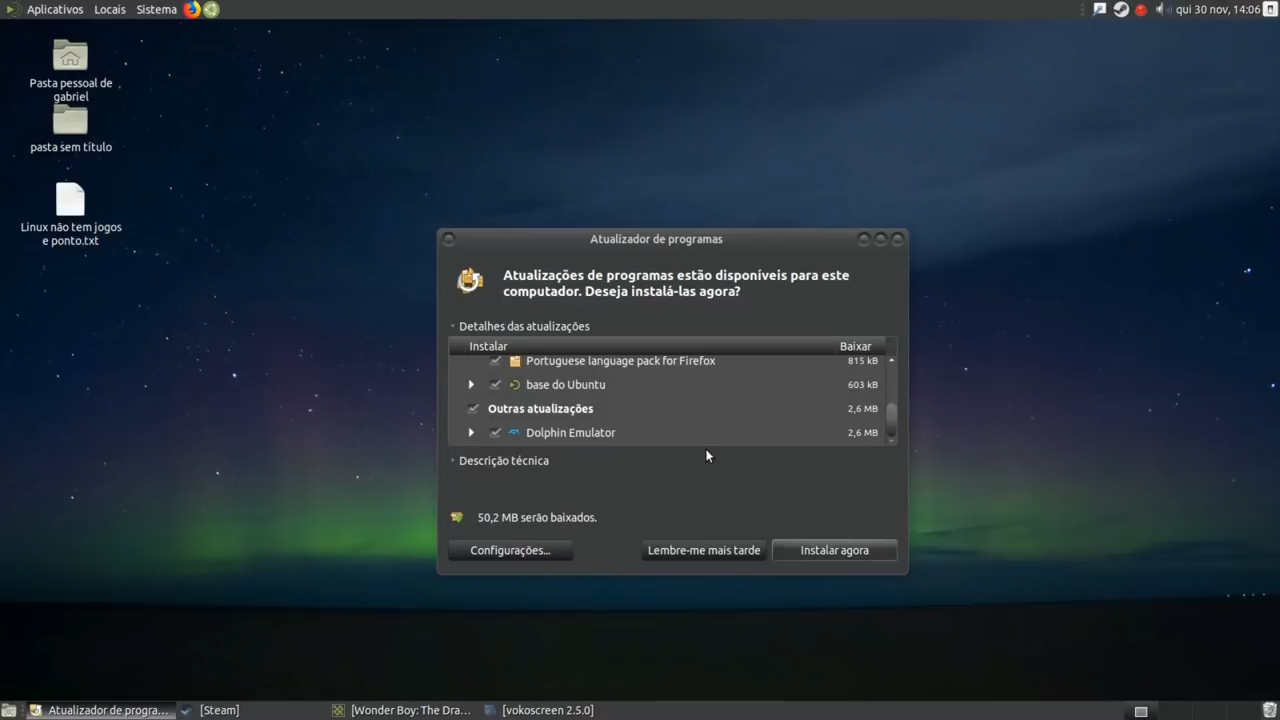 Aplicativos Locais Sistema
qui 30 nov, 14:06
Pasta pessoal de
gabriel
pasta sem título
Linux não tem jogos
e ponto.txt
Atualizador de programas
Atualizações de programas estão disponíveis para este
computador. Deseja instalá-las agora?
Detalhes das atualizações
Instalar Baixar
Portuguese language pack for Firefox 815 kB
base do Ubuntu 603 kB
Outras atualizações 2,6 MB
Dolphin Emulator 2,6 MB
Descrição técnica
50,2 MB serão baixados.
Configurações... Lembre-me mais tarde Instalar agora
Atualizador de progra... [Steam] [Wonder Boy: The Dra... [vokoscreen 2.5.0]